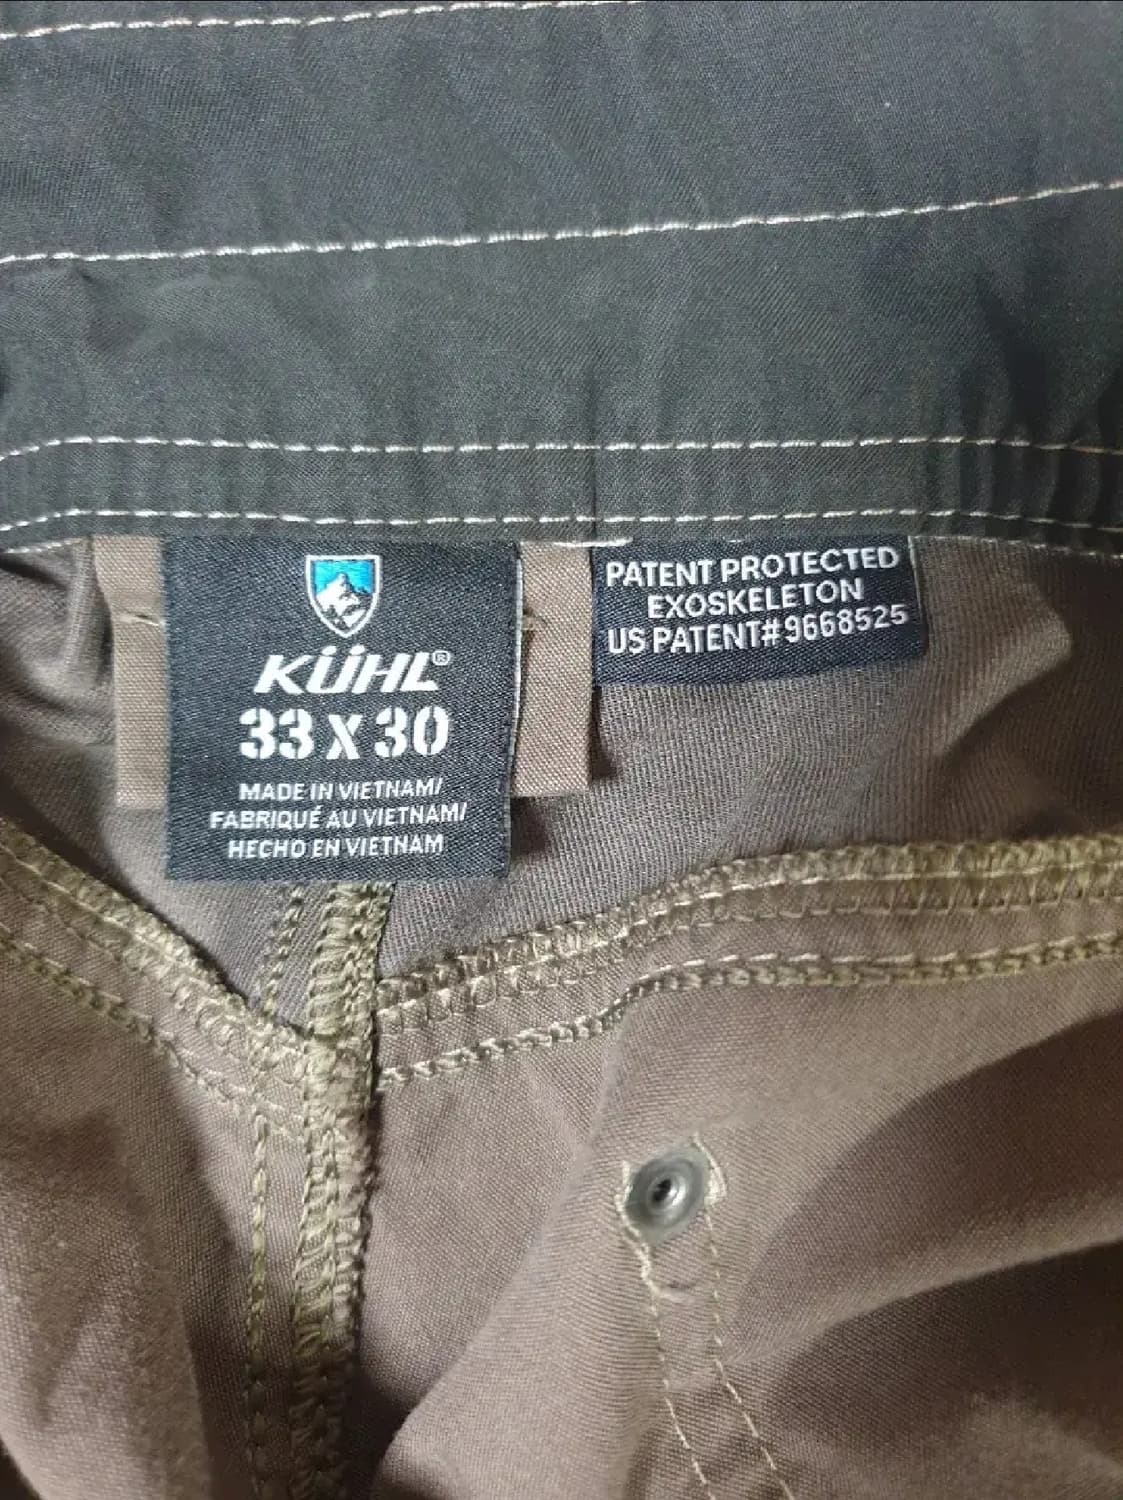 KÜHL®
33 X 30
MADE IN VIETNAM/
FABRIQUÉ AU VIETNAM/
HECHO EN VIETNAM
PATENT PROTECTED
EXOSKELETON
US PATENT#9668525